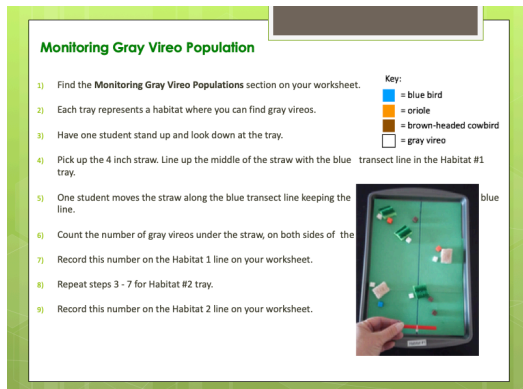 Monitoring Gray Vireo Population
Key:
1) Find the Monitoring Gray Vireo Populations section on your worksheet.
= blue bird
2) Each tray represents a habitat where you can find gray vireos.
= oriole
3) Have one student stand up and look down at the tray.
= brown-headed cowbird
= gray vireo
4) Pick up the 4 inch straw. Line up the middle of the straw with the blue transect line in the Habitat #1
tray.
5) One student moves the straw along the blue transect line keeping the blue
line.
6) Count the number of gray vireos under the straw, on both sides of the
7) Record this number on the Habitat 1 line on your worksheet.
8) Repeat steps 3 - 7 for Habitat #2 tray.
9) Record this number on the Habitat 2 line on your worksheet.